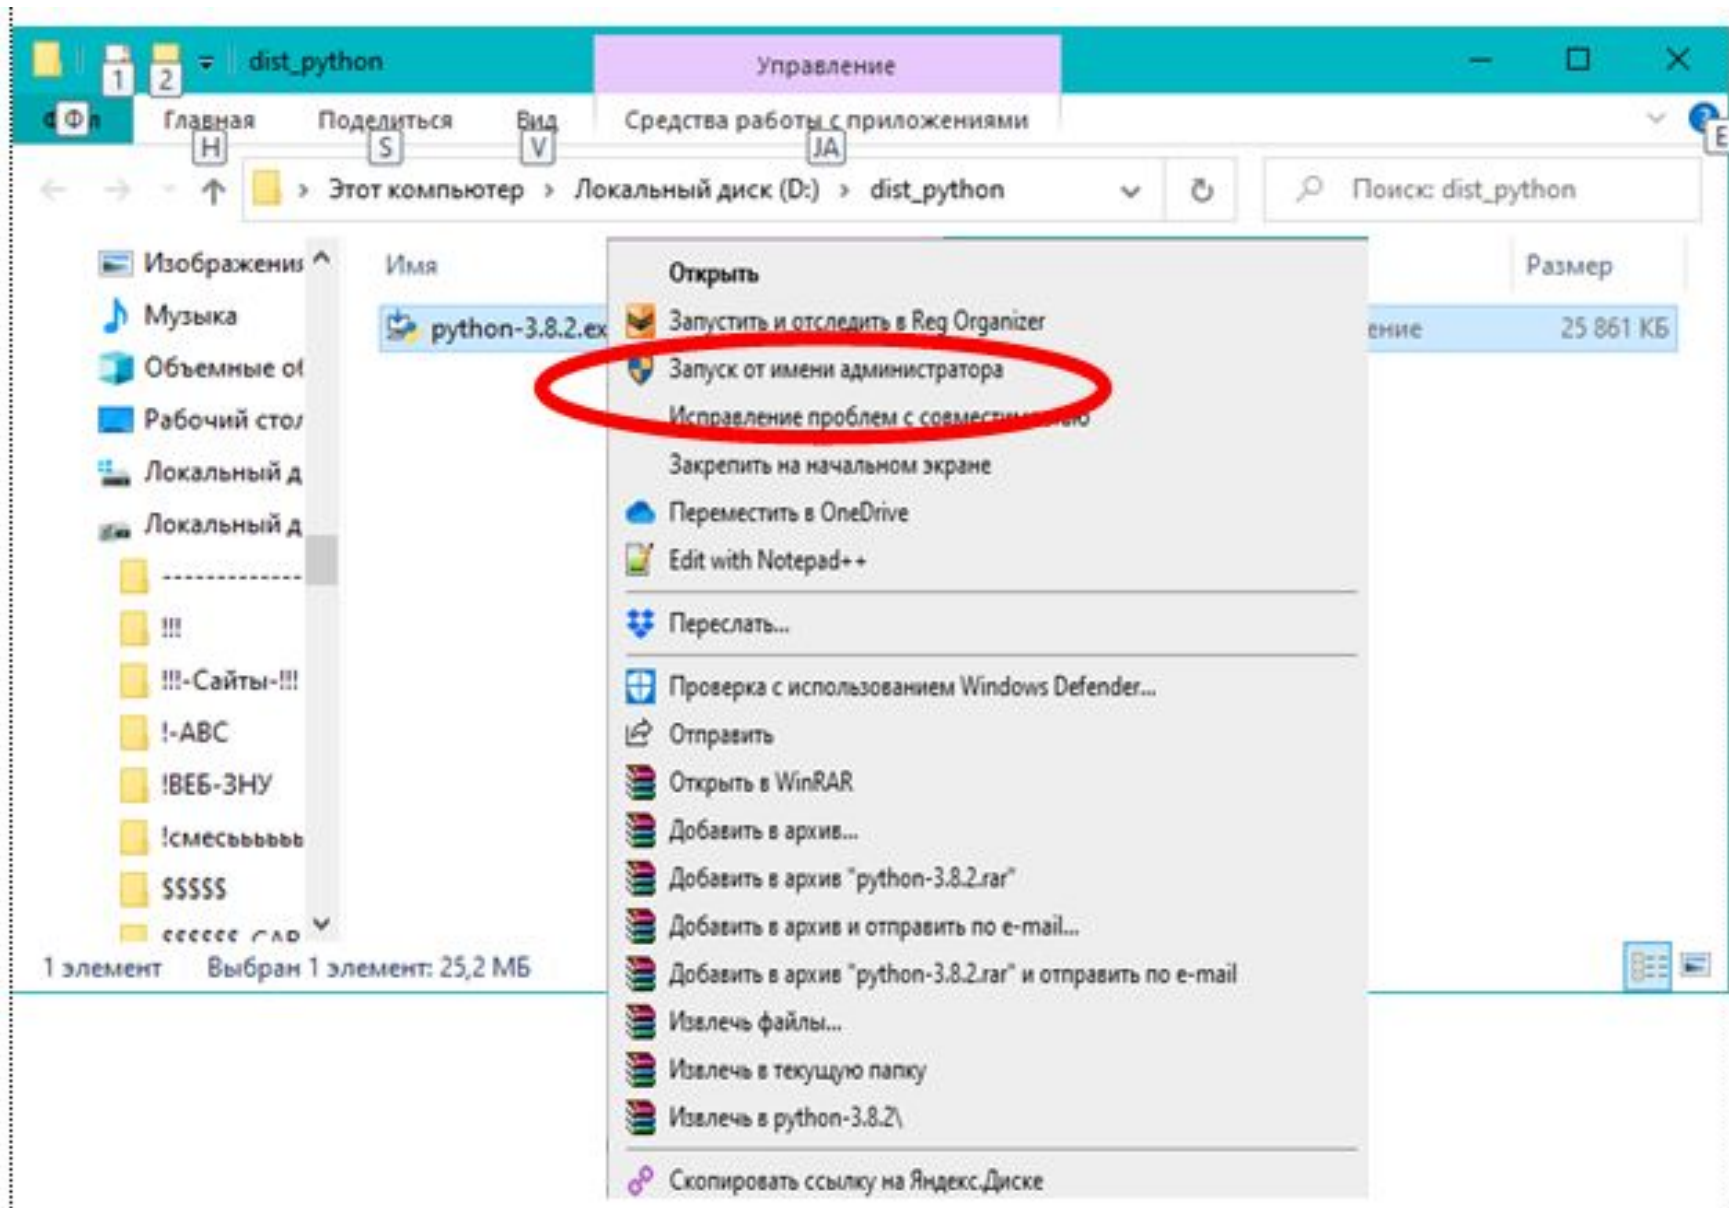 dist_python
Управление
1
2
Ф
Главная
Поделиться
Вид
Средства работы с приложениями
H
S
V
JA
E
Этот компьютер > Локальный диск (D:) > dist_python
Поиск: dist_python
Изображения
Имя
Размер
Музыка
python-3.8.2.ex
ение
25 861 КБ
Объемные об
Рабочий стол
Локальный д
Локальный д
-------------
!!!
!!!-Сайты-!!!
!-ABC
!ВЕБ-ЗНУ
!смесььььь
$$$$$
1 элемент
Выбран 1 элемент: 25,2 МБ
Открыть
Запустить и отследить в Reg Organizer
Запуск от имени администратора
Исправление проблем с
Закрепить на начальном экране
Переместить в OneDrive
Edit with Notepad++
Переслать...
Проверка с использованием Windows Defender...
Отправить
Открыть в WinRAR
Добавить в архив...
Добавить в архив "python-3.8.2.rar"
Добавить в архив и отправить по e-mail...
Добавить в архив "python-3.8.2.rar" и отправить по e-mail
Извлечь файлы...
Извлечь в текущую папку
Извлечь в python-3.8.2\
Скопировать ссылку на Яндекс.Диске